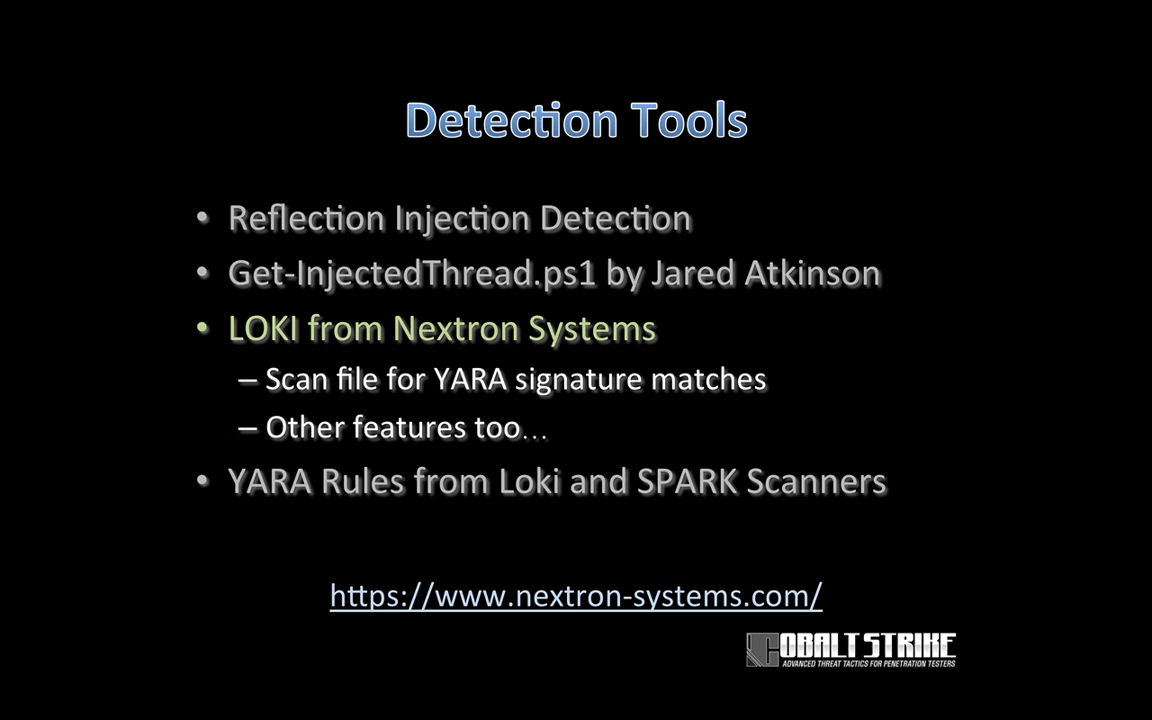 Detection Tools
• Reflection Injection Detection
• Get-InjectedThread.ps1 by Jared Atkinson
• LOKI from Nextron Systems
– Scan file for YARA signature matches
– Other features too…
• YARA Rules from Loki and SPARK Scanners
https://www.nextron-systems.com/
COBALT STRIKE
ADVANCED THREAT TACTICS FOR PENETRATION TESTERS